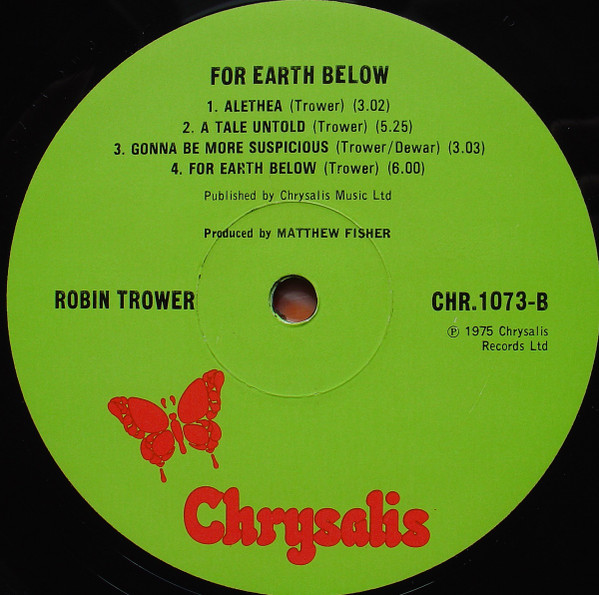 FOR EARTH BELOW
1. ALETHEA (Trower) (3.02)
2. A TALE UNTOLD (Trower) (5.25)
3. GONNA BE MORE SUSPICIOUS (Trower/Dewar) (3.03)
4. FOR EARTH BELOW (Trower) (6.00)
Published by Chrysalis Music Ltd
Produced by MATTHEW FISHER
ROBIN TROWER
CHR.1073-B
℗ 1975 Chrysalis
Records Ltd
Chrysalis